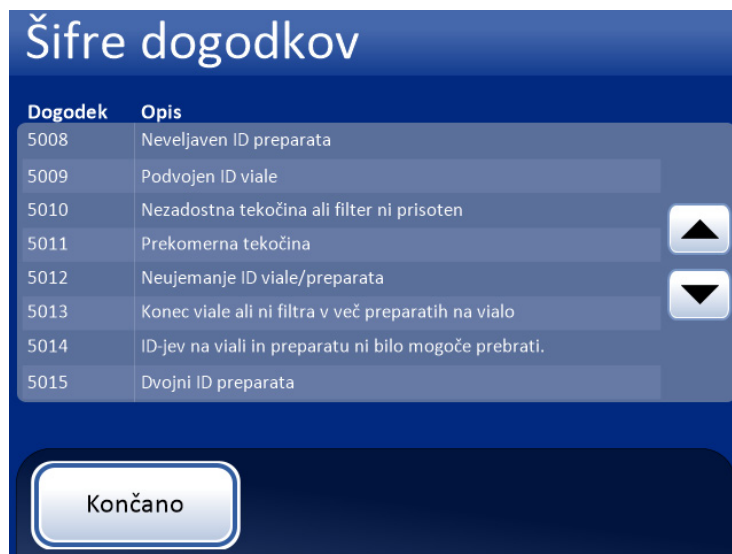 Šifre dogodkov
Dogodek Opis
5008 Neveljaven ID preparata
5009 Podvojen ID viale
5010 Nezadostna tekočina ali filter ni prisoten
5011 Prekomerna tekočina
5012 Neujemanje ID viale/preparata
5013 Konec viale ali ni filtra v več preparatih na vialo
5014 ID-jev na viali in preparatu ni bilo mogoče prebrati.
5015 Dvojni ID preparata
Končano